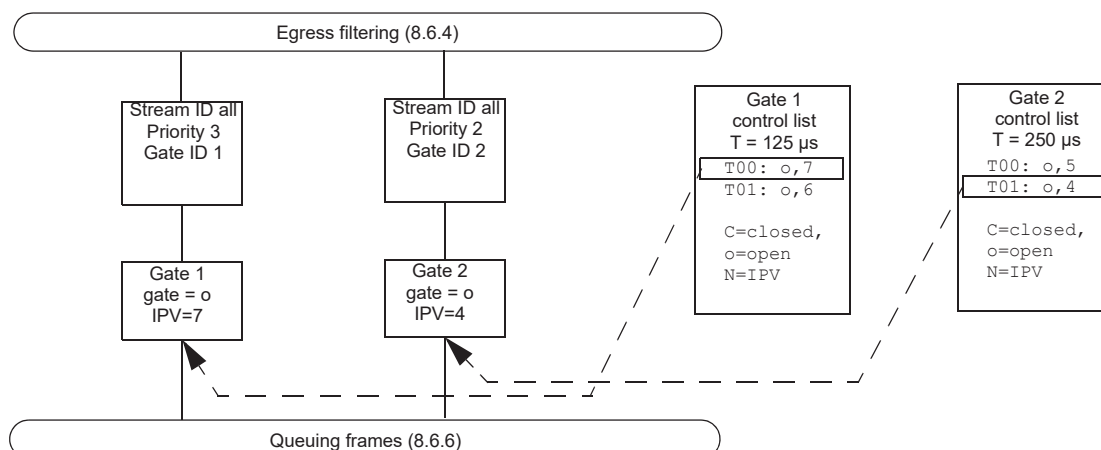 Egress filtering (8.6.4)
Stream ID all
Priority 3
Gate ID 1
Stream ID all
Priority 2
Gate ID 2
Gate 1
control list
T = 125 µs
T00: o,7
T01: o,6
C=closed,
o=open
N=IPV
Gate 2
control list
T = 250 µs
T00: o,5
T01: o,4
C=closed,
o=open
N=IPV
Gate 1
gate = o
IPV=7
Gate 2
gate = o
IPV=4
Queuing frames (8.6.6)